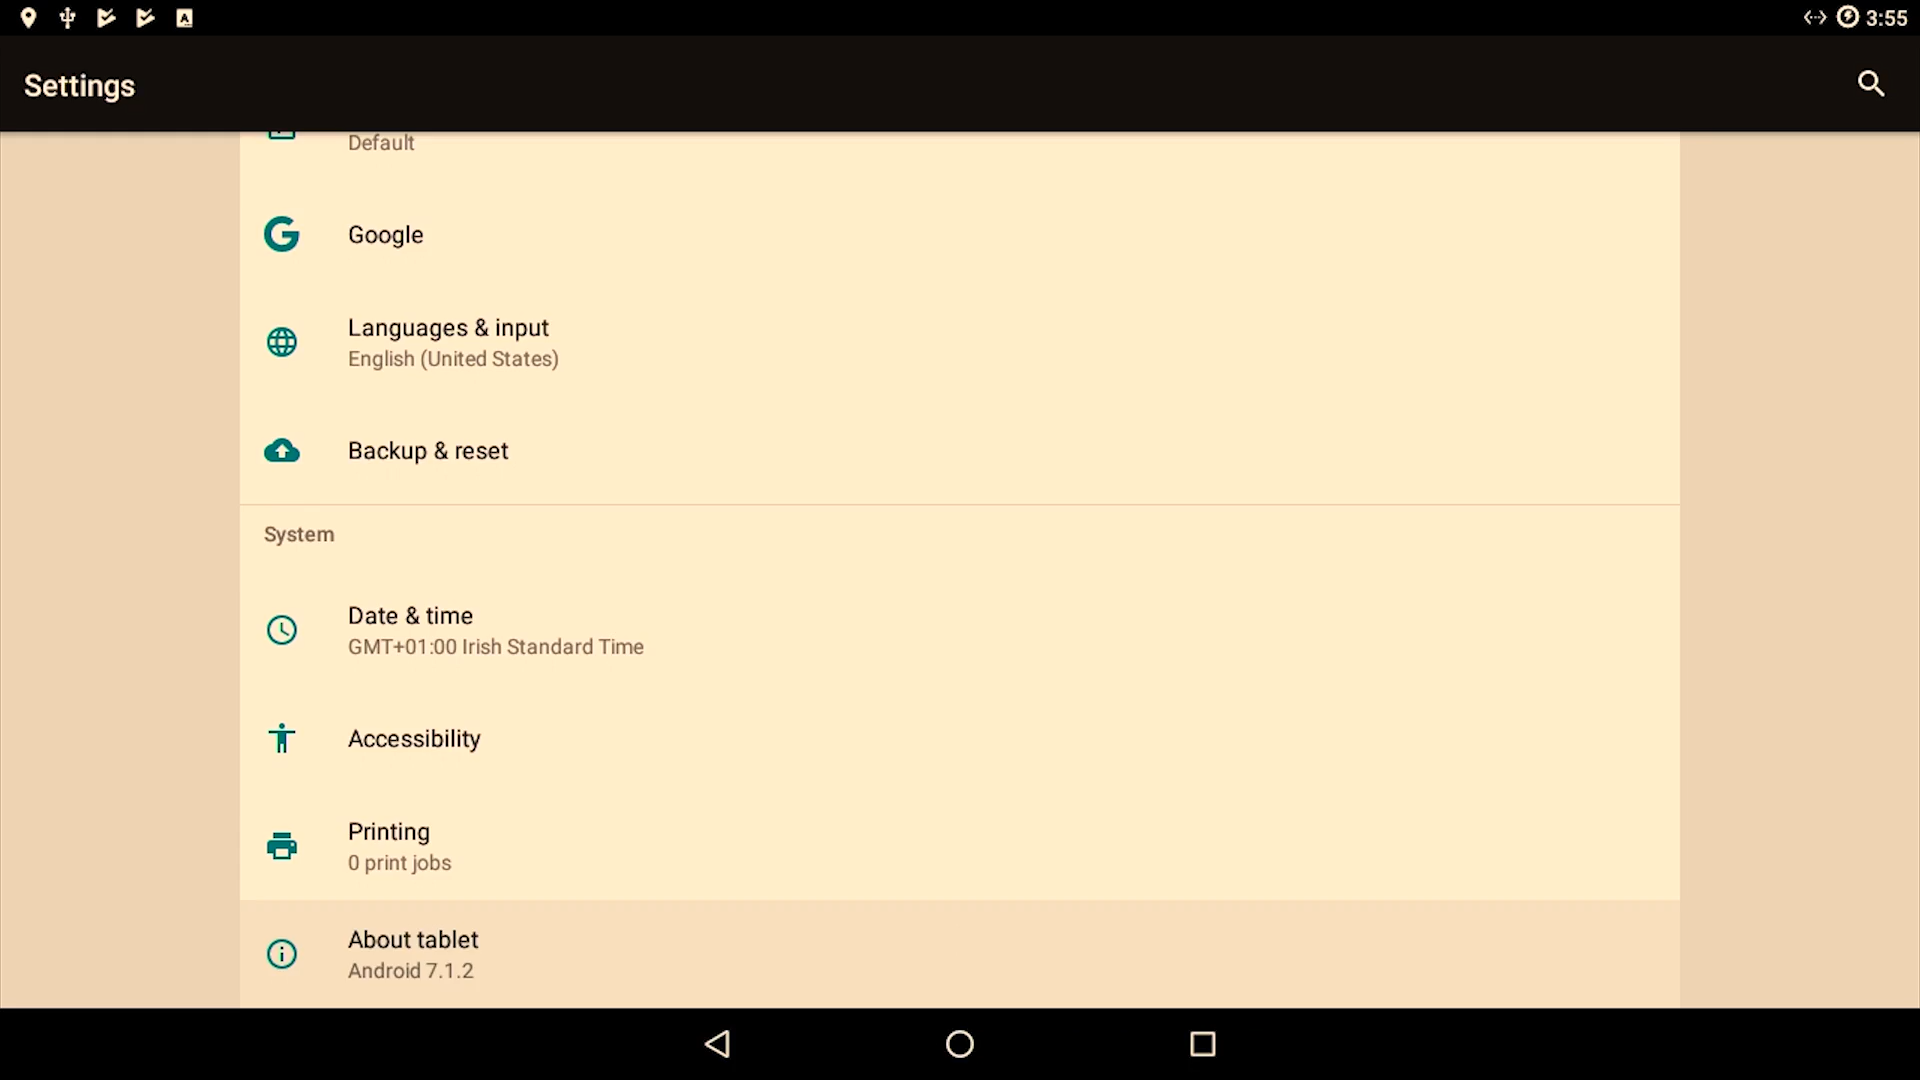 3:55
Settings
Default
Google
Languages & input
English (United States)
Backup & reset
System
Date & time
GMT+01:00 Irish Standard Time
Accessibility
Printing
0 print jobs
About tablet
Android 7.1.2